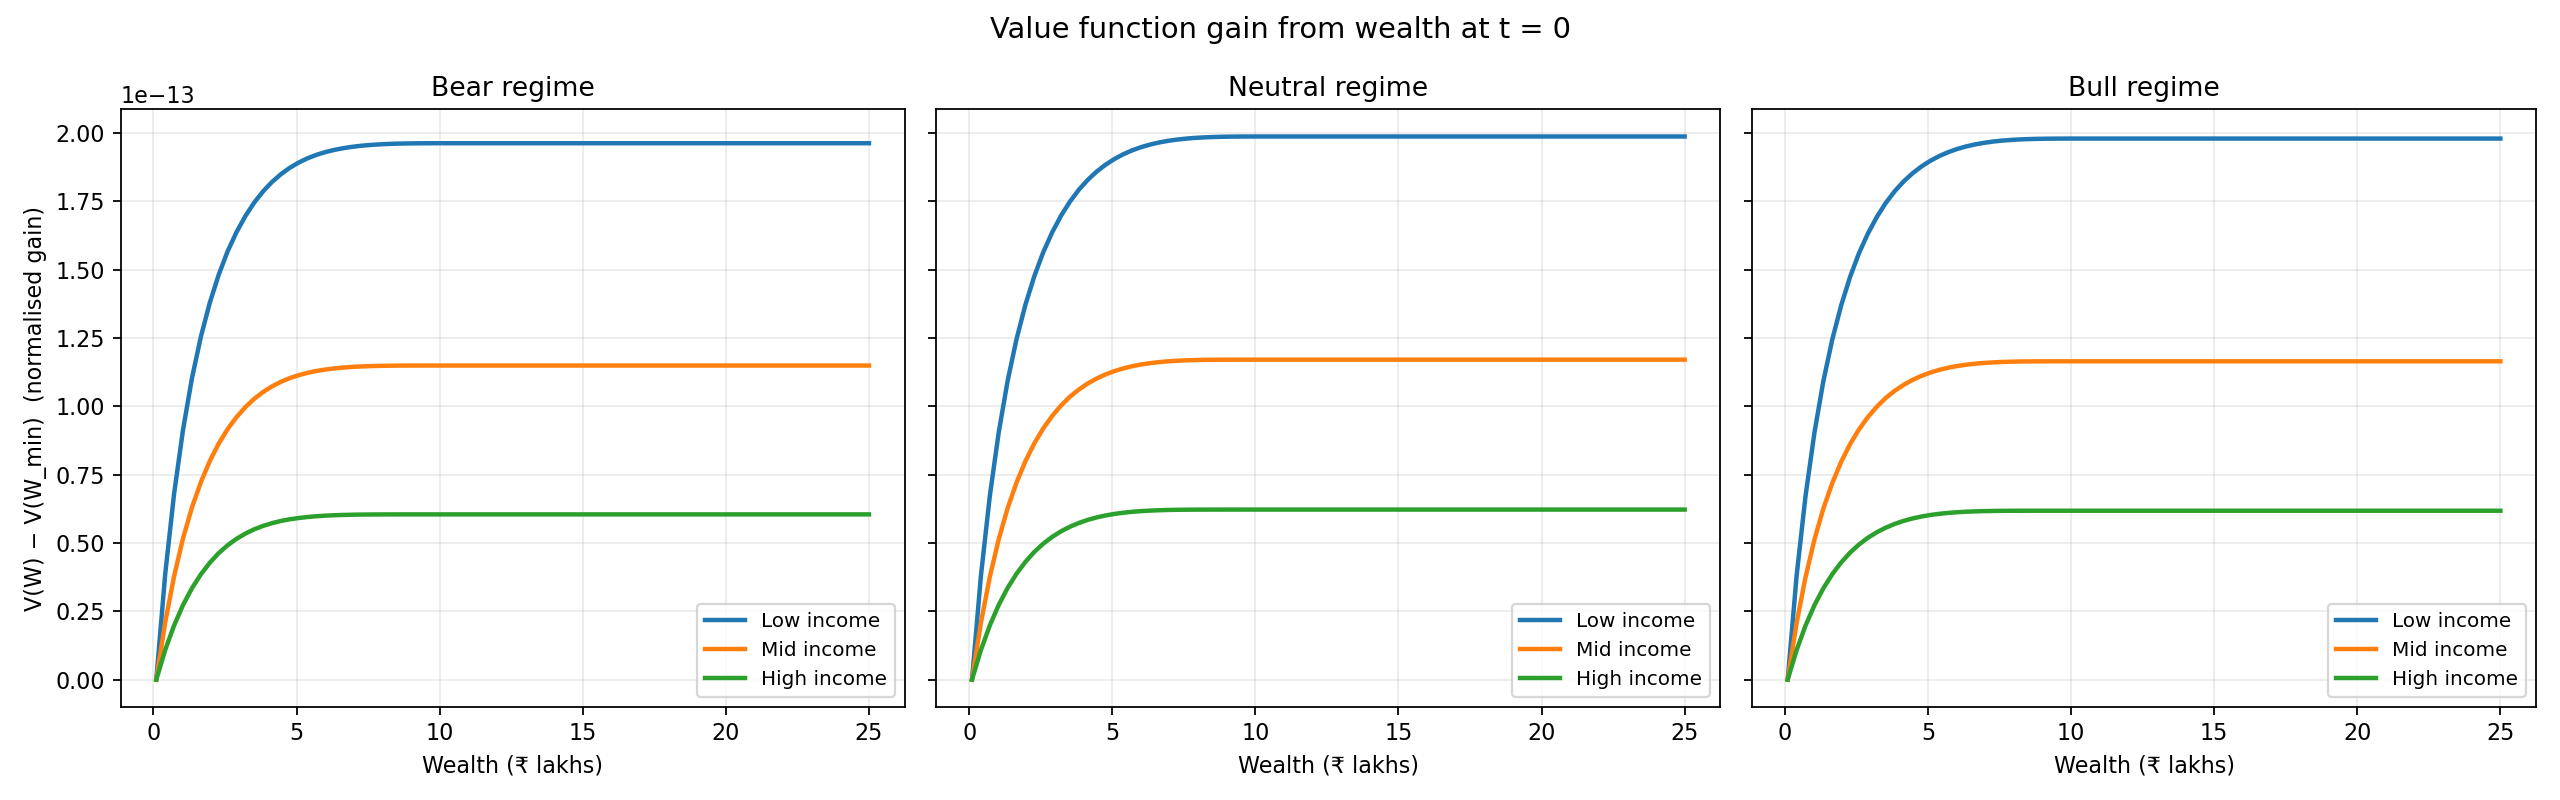 Value function gain from wealth at t = 0
Bear regime
Neutral regime
Bull regime
1e−13
2.00
1.75
1.50
1.25
1.00
0.75
0.50
0.25
0.00
V(W) − V(W_min)  (normalised gain)
Low income
Mid income
High income
Low income
Mid income
High income
Low income
Mid income
High income
0 5 10 15 20 25
0 5 10 15 20 25
0 5 10 15 20 25
Wealth (₹ lakhs)
Wealth (₹ lakhs)
Wealth (₹ lakhs)